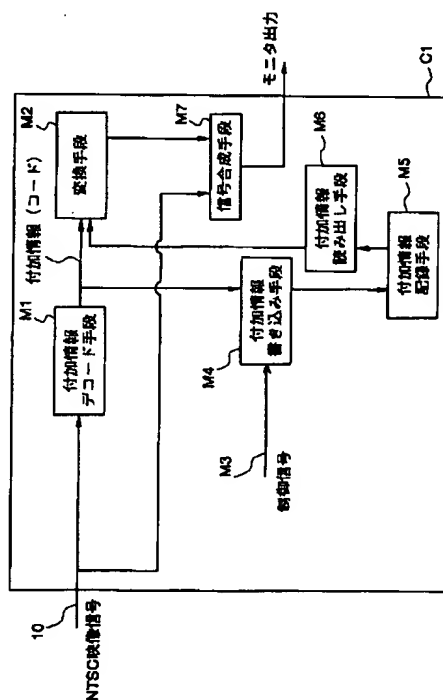 10
NTSC映像信号
M1
付加情報
デコード手段
付加情報（コード）
M2
変換手段
M7
信号合成手段
モニタ出力
M3
制御信号
M4
付加情報
書き込み手段
M6
付加情報
読み出し手段
M5
付加情報
記録手段
C1